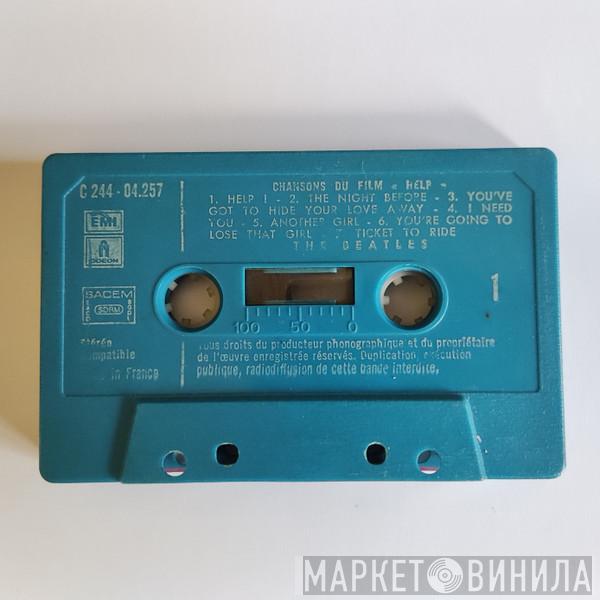 C 244 - 04.257
EMI
ODEON
SACEM
SDRM
Stéréo
Compatible
in France
CHANSONS DU FILM « HELP »
1. HELP ! - 2. THE NIGHT BEFORE - 3. YOU'VE
GOT TO HIDE YOUR LOVE AWAY - 4. I NEED
YOU - 5. ANOTHER GIRL - 6. YOU'RE GOING TO
LOSE THAT GIRL - 7. TICKET TO RIDE
THE BEATLES
1
100 50 0
Tous droits du producteur phonographique et du propriétaire
de l'œuvre enregistrée réservés. Duplication, exécution
publique, radiodiffusion de cette bande interdite.
МАРКЕТ ВИНИЛА